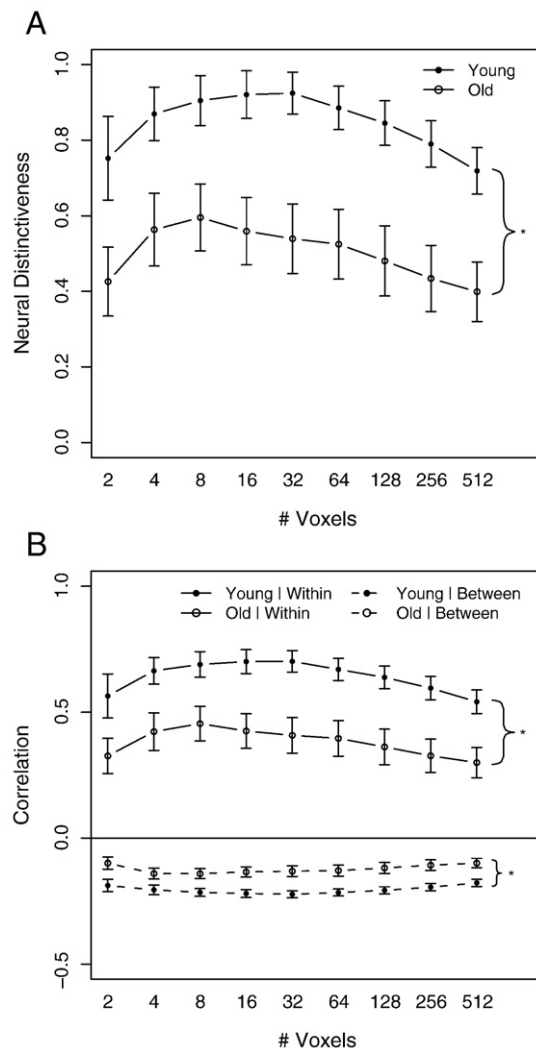 A
Young
Old
Neural Distinctiveness
1.0
0.8
0.6
0.4
0.2
0.0
*
2 4 8 16 32 64 128 256 512
# Voxels
B
Young | Within Young | Between
Old | Within Old | Between
Correlation
1.0
0.5
0.0
−0.5
*
*
2 4 8 16 32 64 128 256 512
# Voxels